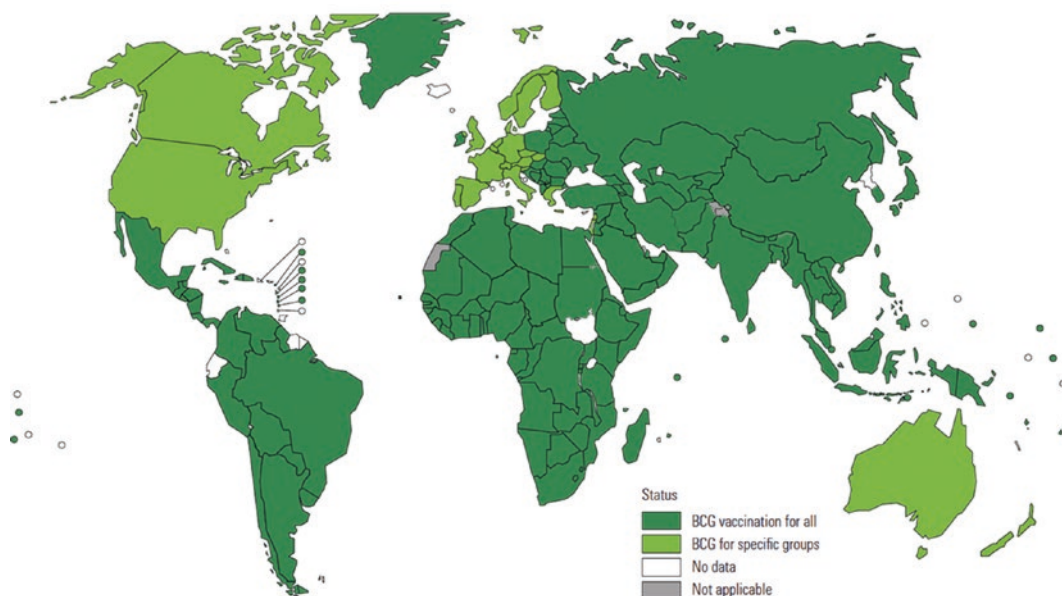 Status
BCG vaccination for all
BCG for specific groups
No data
Not applicable